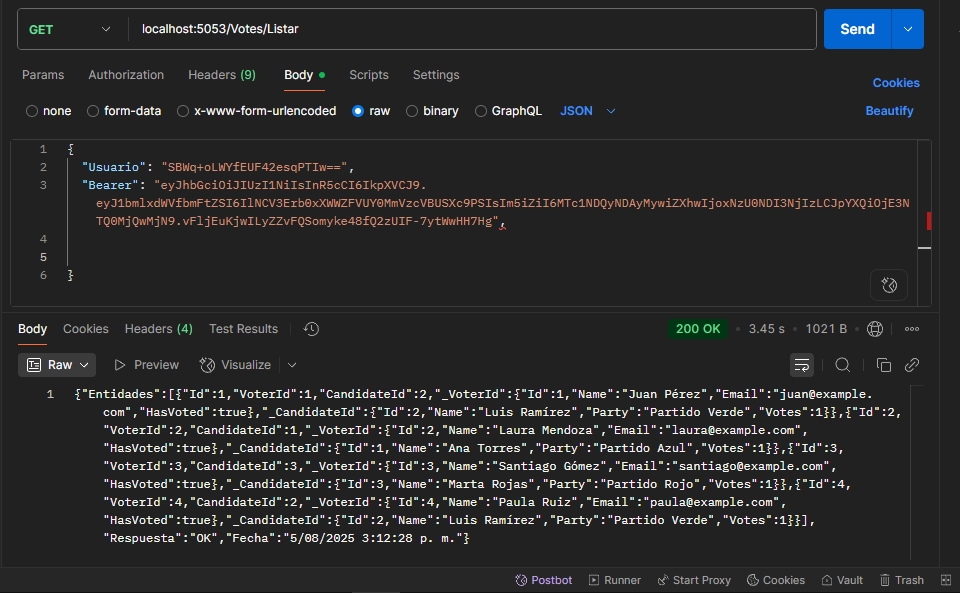 GET localhost:5053/Votes/Listar Send
Params Authorization Headers (9) Body Scripts Settings Cookies
none form-data x-www-form-urlencoded raw binary GraphQL JSON Beautify
1 {
2 "Usuario": "SBWq+oLWYfEUF42esqPTIw==",
3 "Bearer": "eyJhbGciOiJIUzI1NiIsInR5cCI6IkpXVCJ9.
eyJ1bmlxdWVfbmFtZSI6IlNCV3Erb0xXWWZFVUY0MmVzcVBUSXc9PSIsIm5iZiI6MTc1NDQyNDAyMywiZXhwIjoxNzU0NDI3NjIzLCJpYXQiOjE3N
TQ0MjQwMjN9.vFljEuKjwILyZZvFQSomyke48fQ2zUIF-7ytWwHH7Hg",
4
5
6 }
Body Cookies Headers (4) Test Results 200 OK • 3.45 s • 1021 B
Raw Preview Visualize
1 {"Entidades":[{"Id":1,"VoterId":1,"CandidateId":2,"_VoterId":{"Id":1,"Name":"Juan Pérez","Email":"juan@example.
com","HasVoted":true},"_CandidateId":{"Id":2,"Name":"Luis Ramírez","Party":"Partido Verde","Votes":1}},{"Id":2,
"VoterId":2,"CandidateId":1,"_VoterId":{"Id":2,"Name":"Laura Mendoza","Email":"laura@example.com",
"HasVoted":true},"_CandidateId":{"Id":1,"Name":"Ana Torres","Party":"Partido Azul","Votes":1}},{"Id":3,
"VoterId":3,"CandidateId":3,"_VoterId":{"Id":3,"Name":"Santiago Gómez","Email":"santiago@example.com",
"HasVoted":true},"_CandidateId":{"Id":3,"Name":"Marta Rojas","Party":"Partido Rojo","Votes":1}},{"Id":4,
"VoterId":4,"CandidateId":2,"_VoterId":{"Id":4,"Name":"Paula Ruiz","Email":"paula@example.com",
"HasVoted":true},"_CandidateId":{"Id":2,"Name":"Luis Ramírez","Party":"Partido Verde","Votes":1}}],
"Respuesta":"OK","Fecha":"5/08/2025 3:12:28 p. m."}
Postbot Runner Start Proxy Cookies Vault Trash